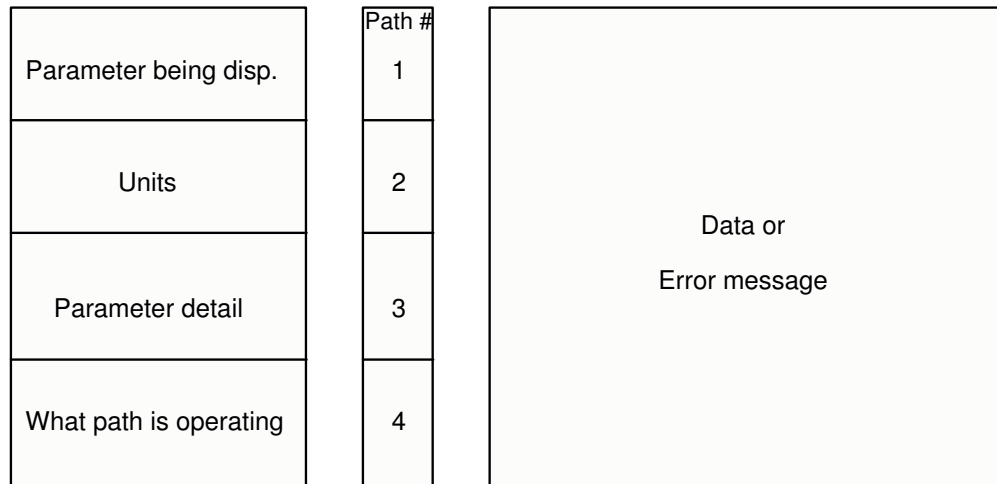 Parameter being disp.
Units
Parameter detail
What path is operating
Path #
1
2
3
4
Data or
Error message